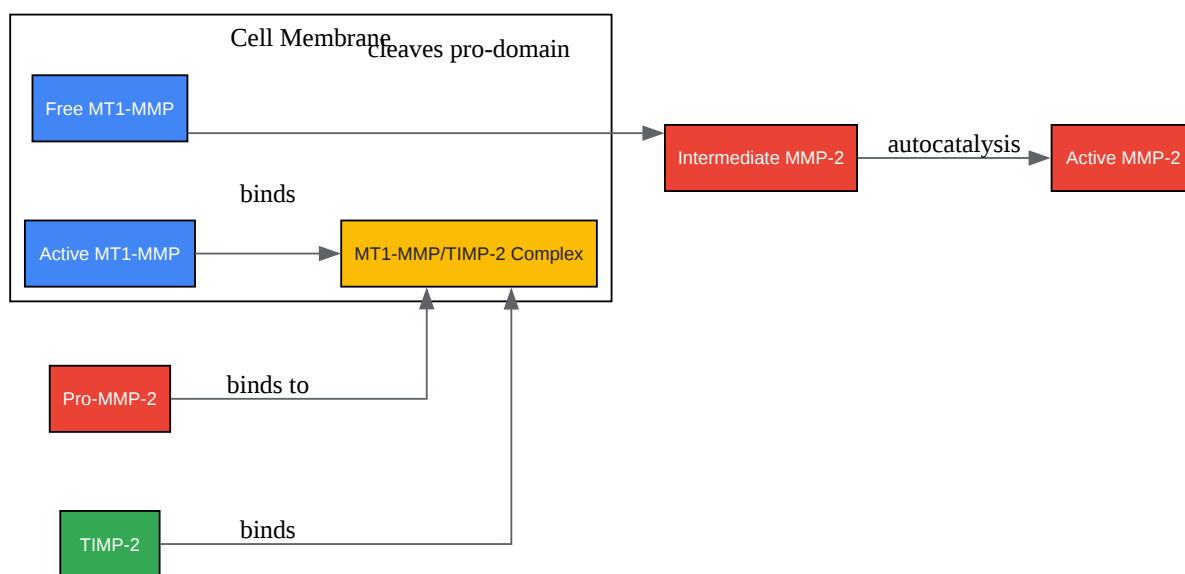 Cell Membrane
cleaves pro-domain
Free MT1-MMP
Intermediate MMP-2
autocatalysis
Active MMP-2
binds
Active MT1-MMP
MT1-MMP/TIMP-2 Complex
Pro-MMP-2
binds to
TIMP-2
binds